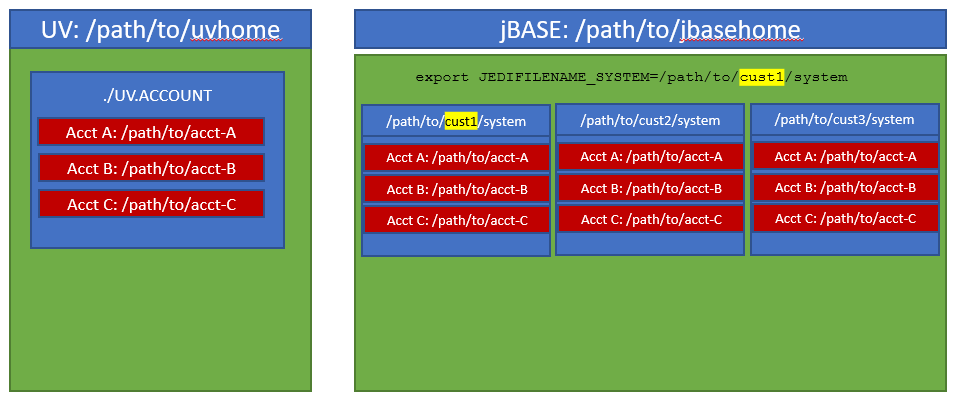 UV: /path/to/uvhome
./UV.ACCOUNT
Acct A: /path/to/acct-A
Acct B: /path/to/acct-B
Acct C: /path/to/acct-C
jBASE: /path/to/jbasehome
export JEDIFILENAME_SYSTEM=/path/to/cust1/system
/path/to/cust1/system
Acct A: /path/to/acct-A
Acct B: /path/to/acct-B
Acct C: /path/to/acct-C
/path/to/cust2/system
Acct A: /path/to/acct-A
Acct B: /path/to/acct-B
Acct C: /path/to/acct-C
/path/to/cust3/system
Acct A: /path/to/acct-A
Acct B: /path/to/acct-B
Acct C: /path/to/acct-C